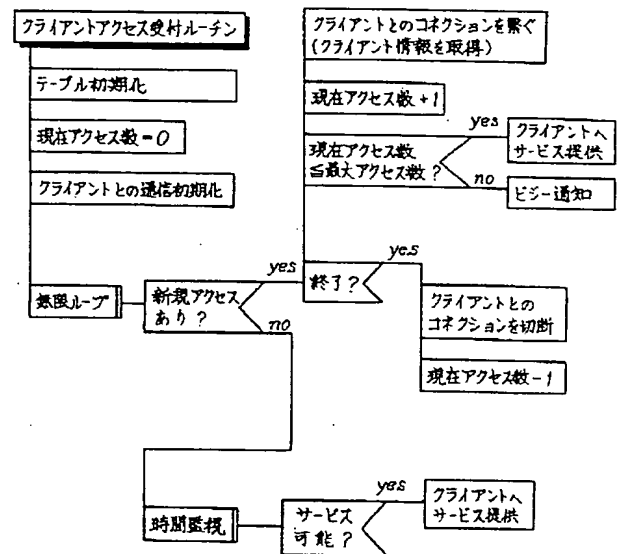 クライアントアクセス受付ルーチン
テーブル初期化
現在アクセス数=0
クライアントとの通信初期化
無限ループ
新規アクセス
あり?
yes
no
クライアントとのコネクションを繋ぐ
(クライアント情報を取得)
現在アクセス数+1
現在アクセス数
≦最大アクセス数?
yes
クライアントへ
サービス提供
no
ビジー通知
終了?
yes
クライアントとの
コネクションを切断
現在アクセス数-1
時間監視
サービス
可能?
yes
クライアントへ
サービス提供